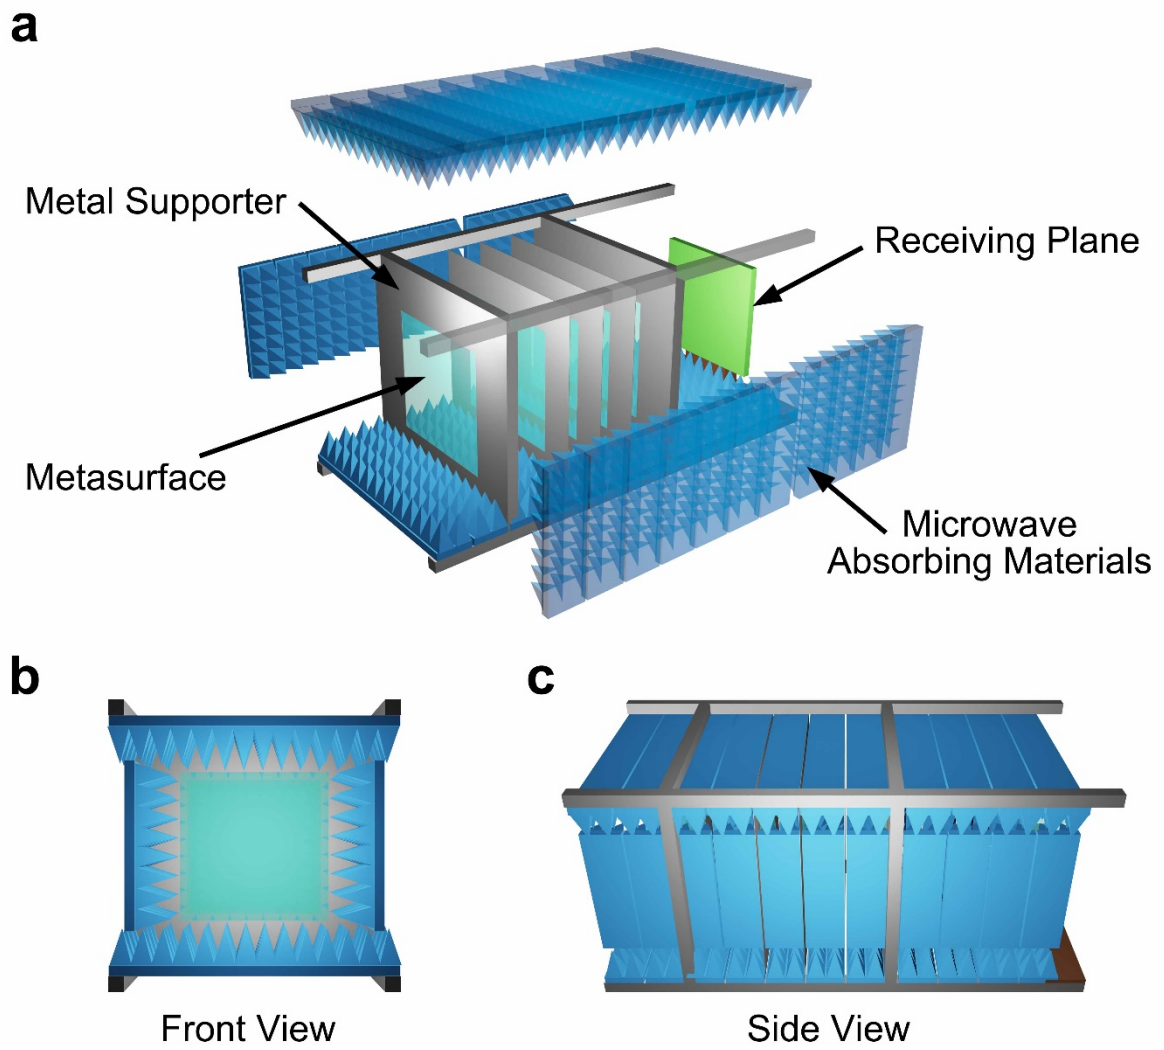 a
Metal Supporter
Receiving Plane
Metasurface
Microwave
Absorbing Materials
b
c
Front View
Side View